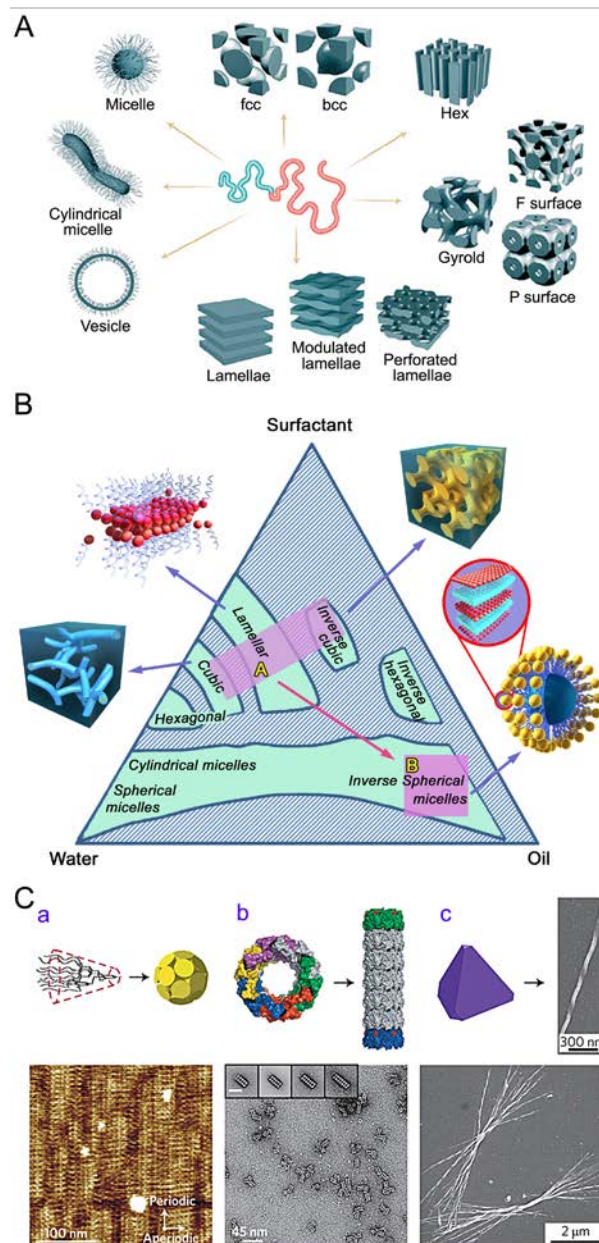 A
Micelle
fcc
bcc
Hex
F surface
Cylindrical micelle
Gyrold
P surface
Vesicle
Lamellae
Modulated lamellae
Perforated lamellae
B
Surfactant
Lamellar
Inverse cubic
A
Cubic
Inverse hexagonal
Hexagonal
Cylindrical micelles
B
Inverse Spherical micelles
Spherical micelles
Water
Oil
C
a
b
c
300 nm
100 nm
Periodic
Aperiodic
45 nm
2 μm